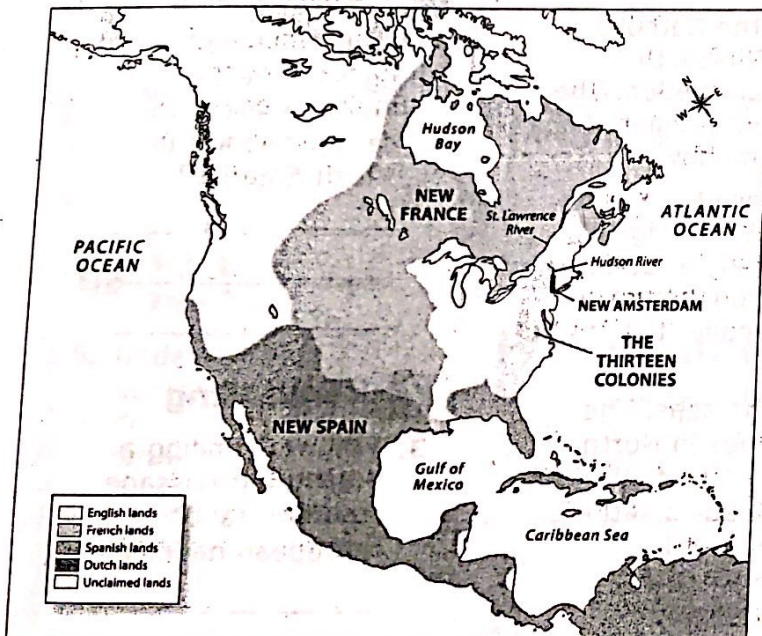 Hudson
Bay
N
E
W
S
NEW
FRANCE
St. Lawrence
River
ATLANTIC
OCEAN
PACIFIC
OCEAN
Hudson River
NEW AMSTERDAM
THE
THIRTEEN
COLONIES
NEW SPAIN
Gulf of
Mexico
Caribbean Sea
English lands
French lands
Spanish lands
Dutch lands
Unclaimed lands